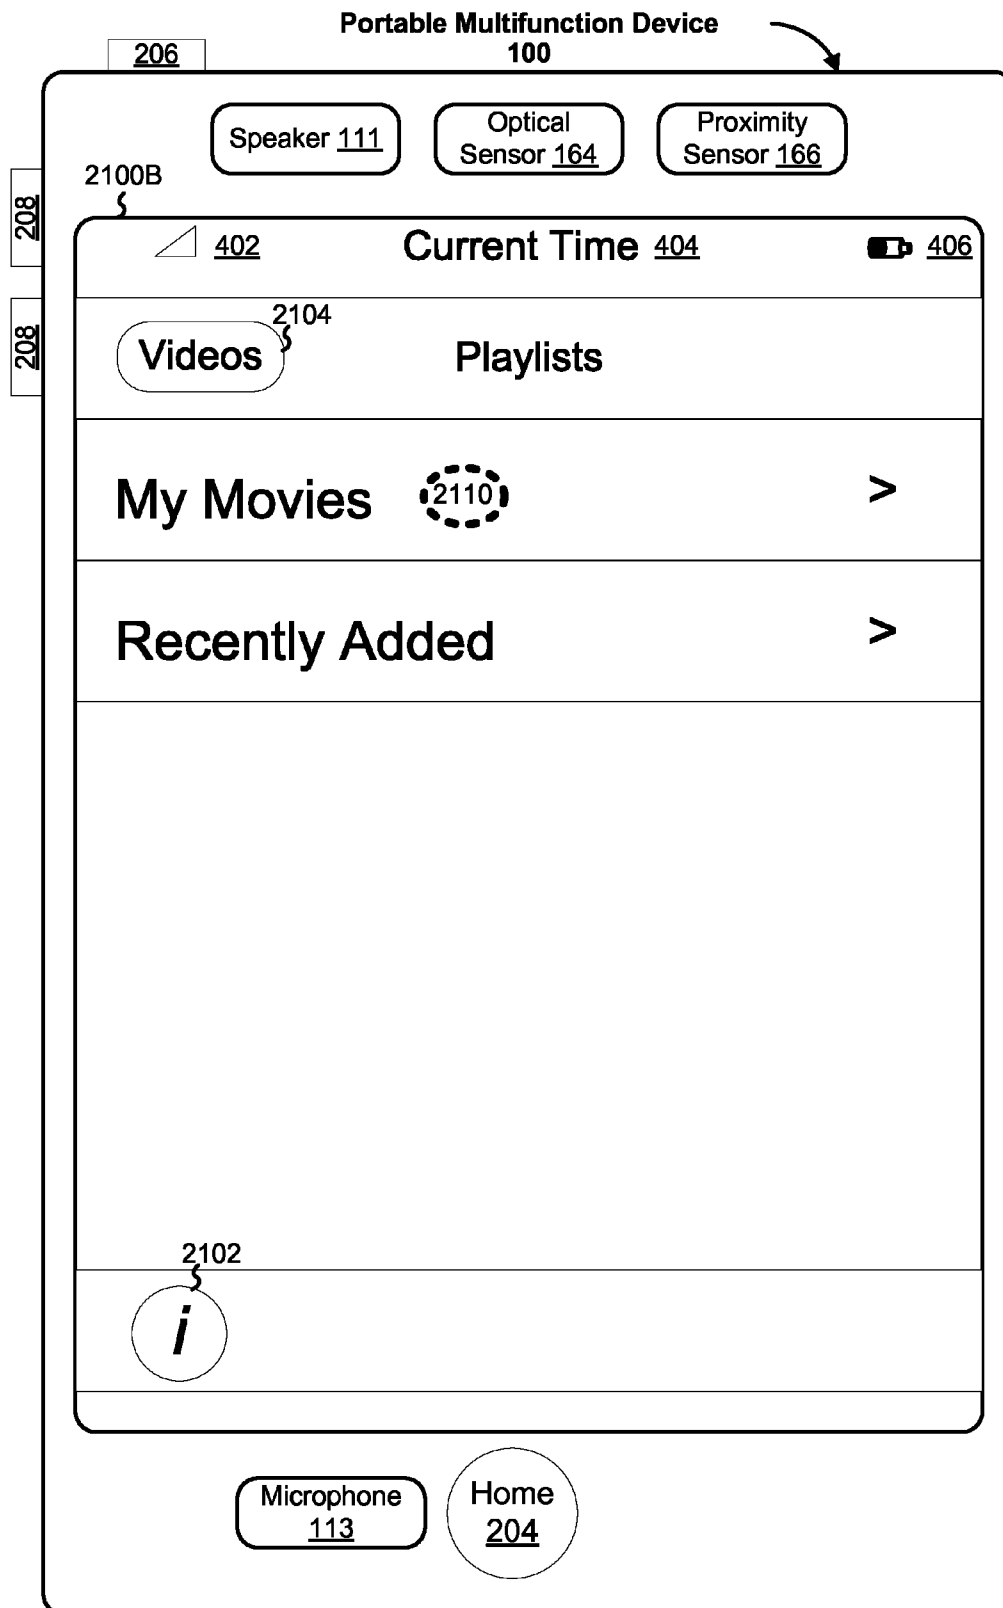 Portable Multifunction Device
100
206
Speaker 111
Optical
Sensor 164
Proximity
Sensor 166
2100B
208
402
Current Time 404
406
208
2104
Videos
Playlists
My Movies
2110
>
Recently Added
>
2102
i
Microphone
113
Home
204